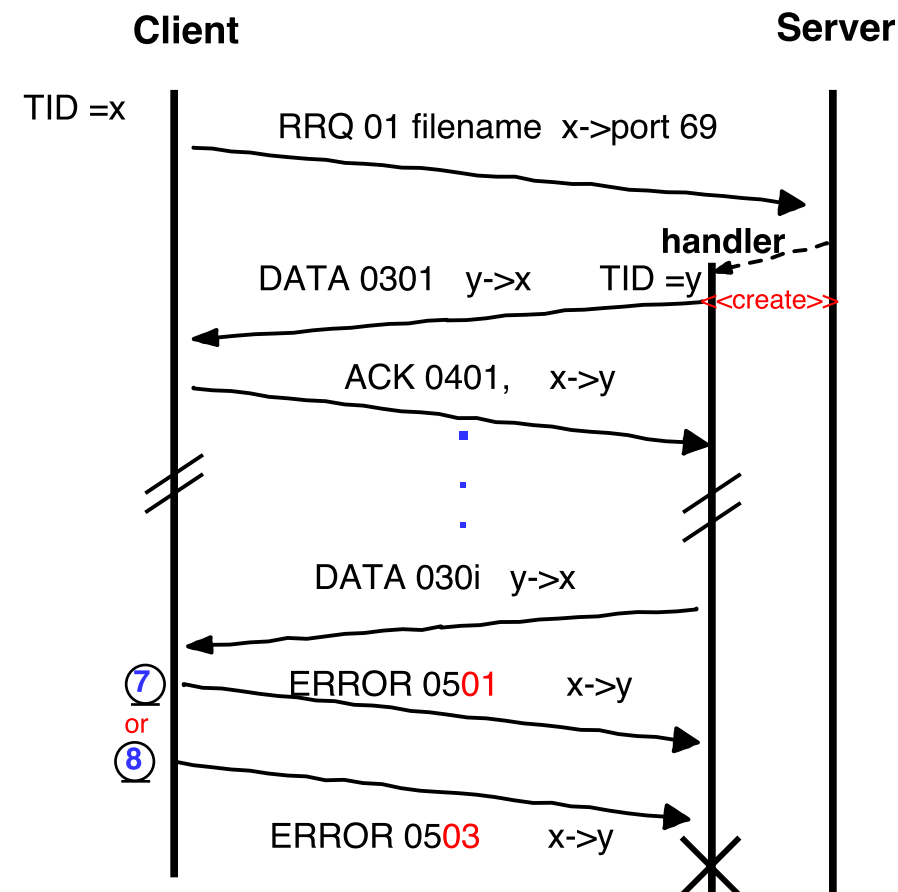 Client
Server
TID =x
RRQ 01 filename x->port 69
handler
DATA 0301 y->x
TID =y
<<create>>
ACK 0401, x->y
DATA 030i y->x
7
ERROR 0501 x->y
or
8
ERROR 0503 x->y